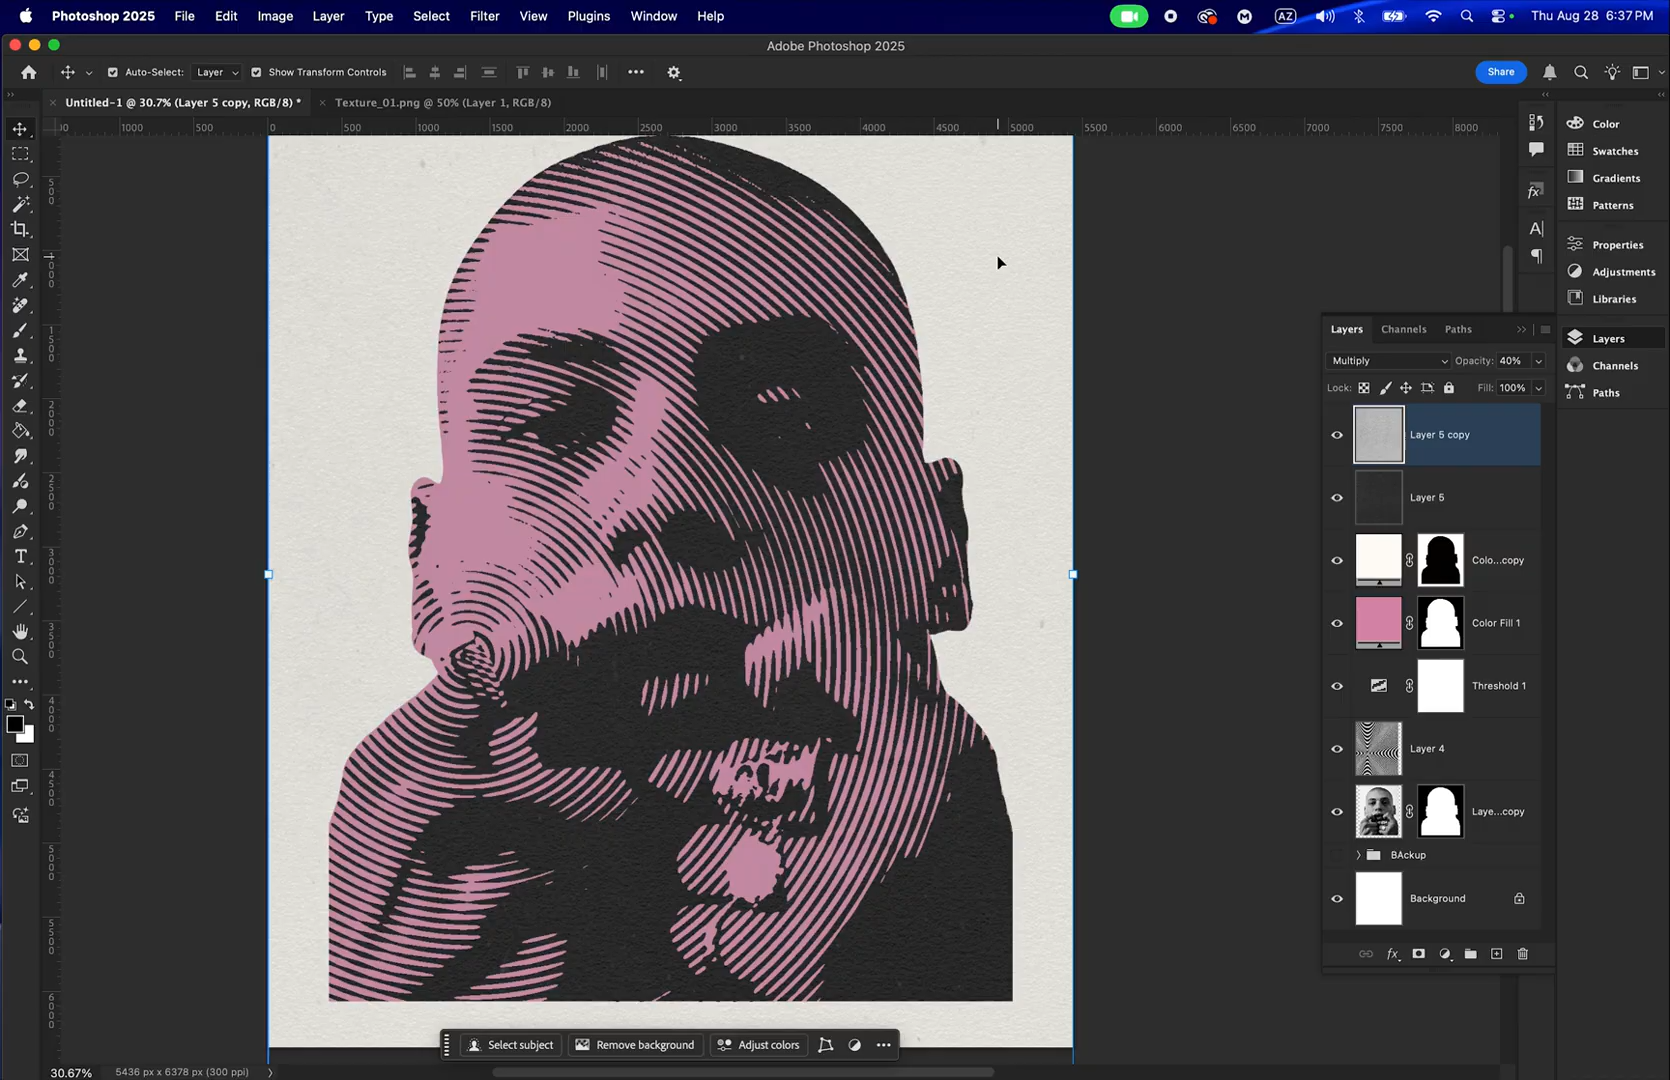 Photoshop 2025 File Edit Image Layer Type Select Filter View Plugins Window Help AZ Thu Aug 28 6:37 PM
Adobe Photoshop 2025
Auto-Select: Layer Show Transform Controls Share
Untitled-1 @ 30.7% (Layer 5 copy, RGB/8) * Texture_01.png @ 50% (Layer 1, RGB/8)
1000 500 0 500 1000 1500 2000 2500 3000 3500 4000 4500 5000 5500 6000 6500 7000 7500 8000
Color
Swatches
Gradients
Patterns
Properties
Adjustments
Libraries
Layers
Channels
Paths
Layers Channels Paths
Multiply Opacity: 40%
Lock: Fill: 100%
Layer 5 copy
Layer 5
Colo...copy
Color Fill 1
Threshold 1
Layer 4
Laye...copy
BAckup
Background
Select subject Remove background Adjust colors
30.67% 5436 px x 6378 px (300 ppi)